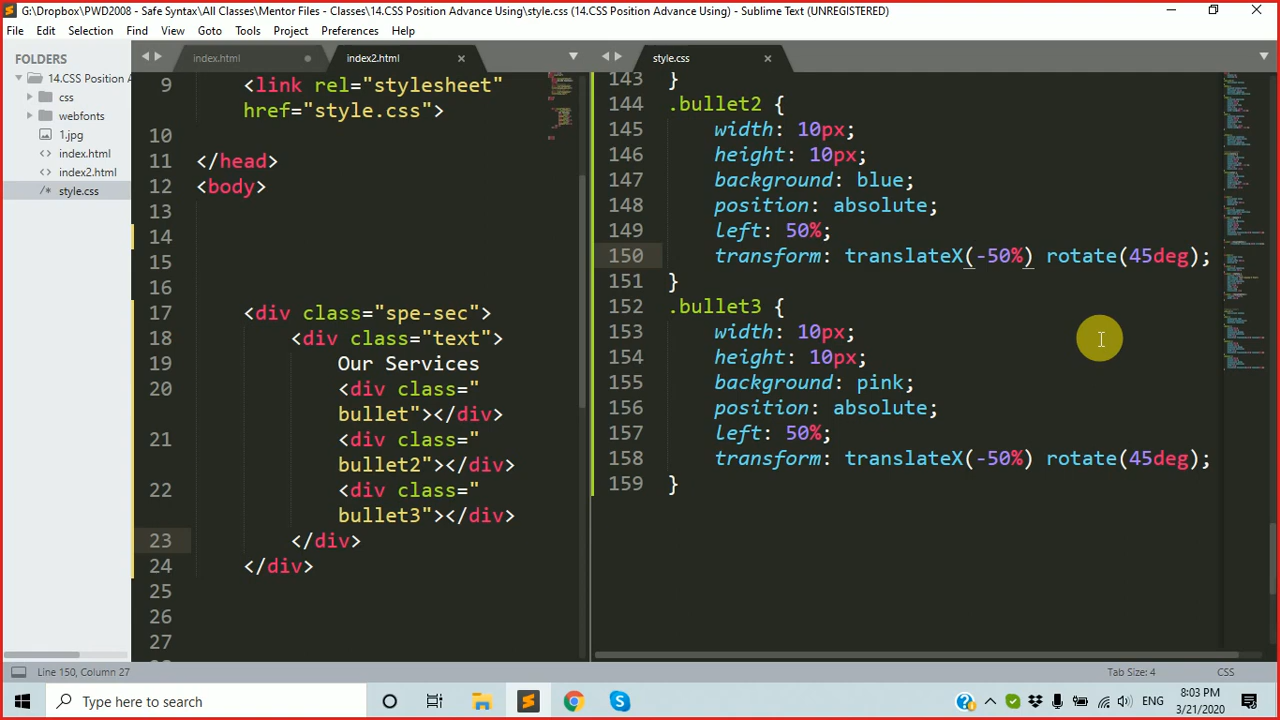 G:\Dropbox\PWD2008 - Safe Syntax\All Classes\Mentor Files - Classes\14.CSS Position Advance Using\style.css (14.CSS Position Advance Using) - Sublime Text (UNREGISTERED)
File Edit Selection Find View Goto Tools Project Preferences Help
FOLDERS
14.CSS Position A
css
webfonts
1.jpg
index.html
index2.html
style.css
index.html
index2.html
9 <link rel="stylesheet"
href="style.css">
10
11 </head>
12 <body>
13
14
15
16
17 <div class="spe-sec">
18 <div class="text">
19 Our Services
20 <div class="
bullet"></div>
21 <div class="
bullet2"></div>
22 <div class="
bullet3"></div>
23 </div>
24 </div>
25
26
27
style.css
143 }
144 .bullet2 {
145 width: 10px;
146 height: 10px;
147 background: blue;
148 position: absolute;
149 left: 50%;
150 transform: translateX(-50%) rotate(45deg);
151 }
152 .bullet3 {
153 width: 10px;
154 height: 10px;
155 background: pink;
156 position: absolute;
157 left: 50%;
158 transform: translateX(-50%) rotate(45deg);
159 }
Line 150, Column 27
Tab Size: 4
CSS
Type here to search
ENG
8:03 PM
3/21/2020